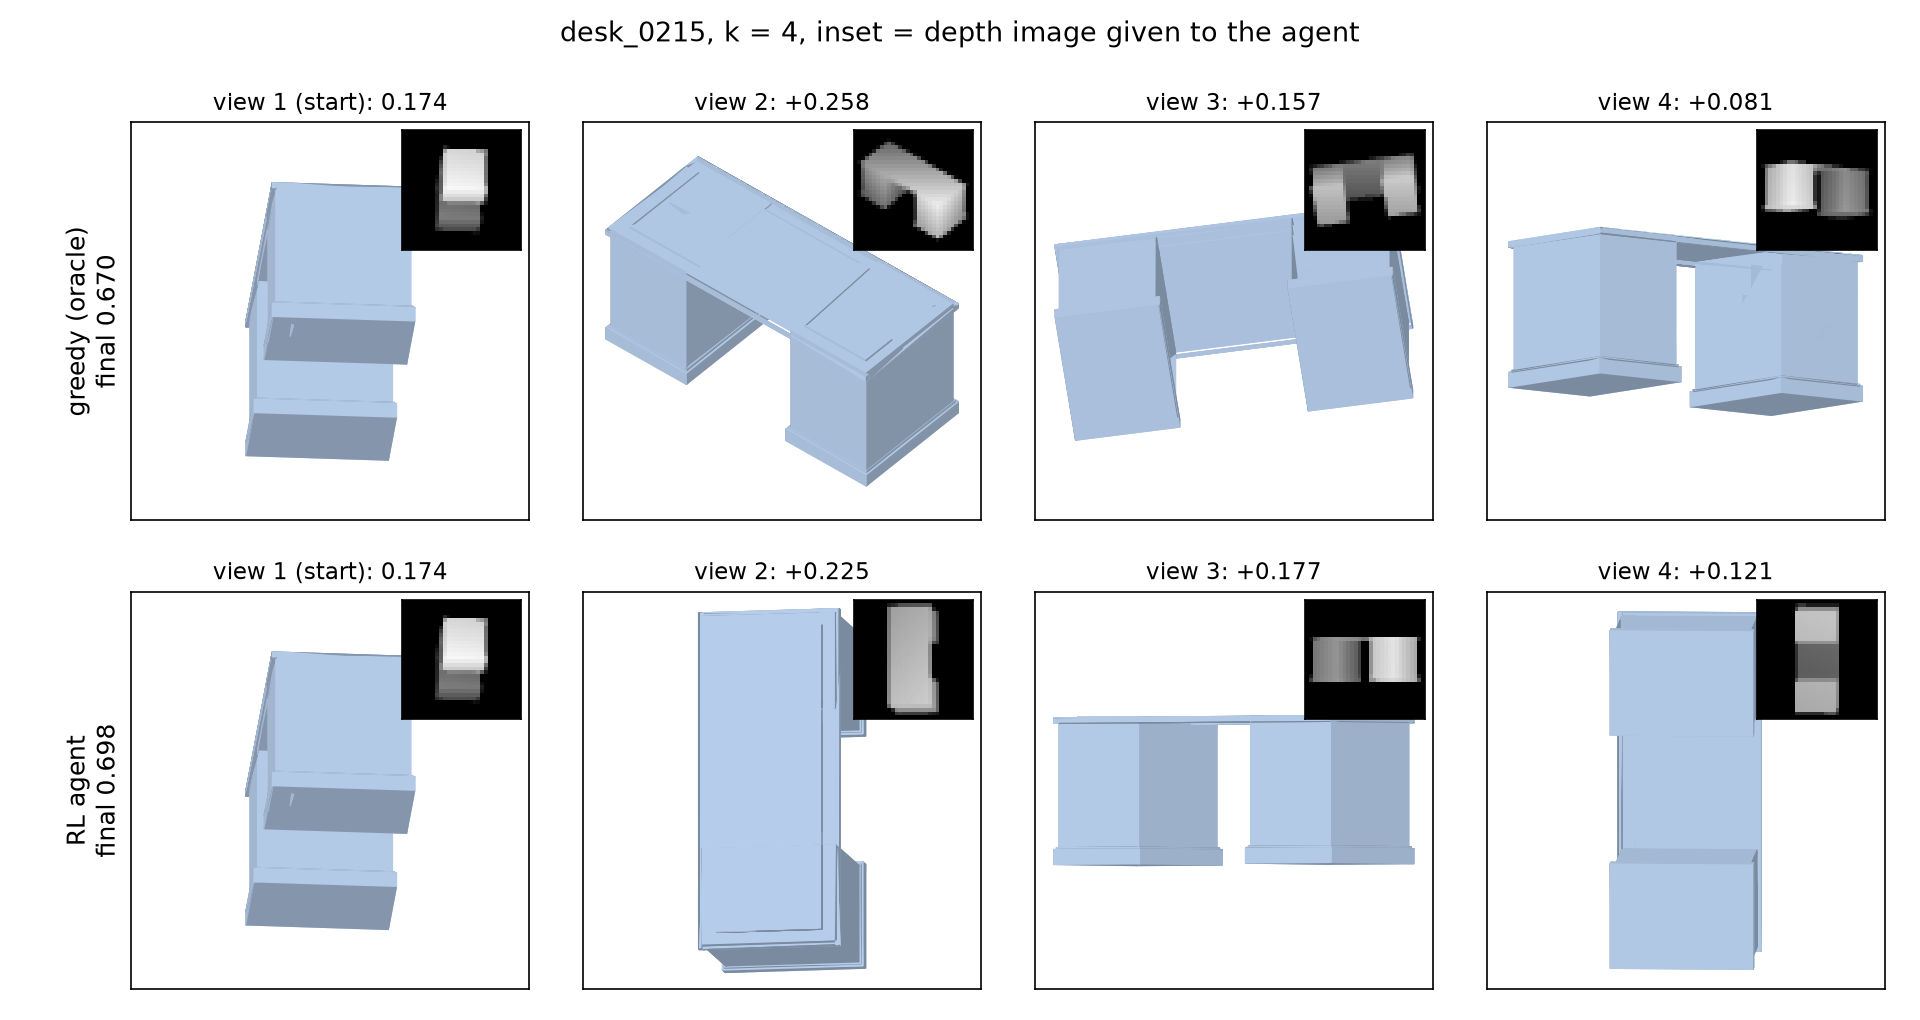 desk_0215, k = 4, inset = depth image given to the agent
greedy (oracle)
final 0.670
view 1 (start): 0.174
view 2: +0.258
view 3: +0.157
view 4: +0.081
RL agent
final 0.698
view 1 (start): 0.174
view 2: +0.225
view 3: +0.177
view 4: +0.121